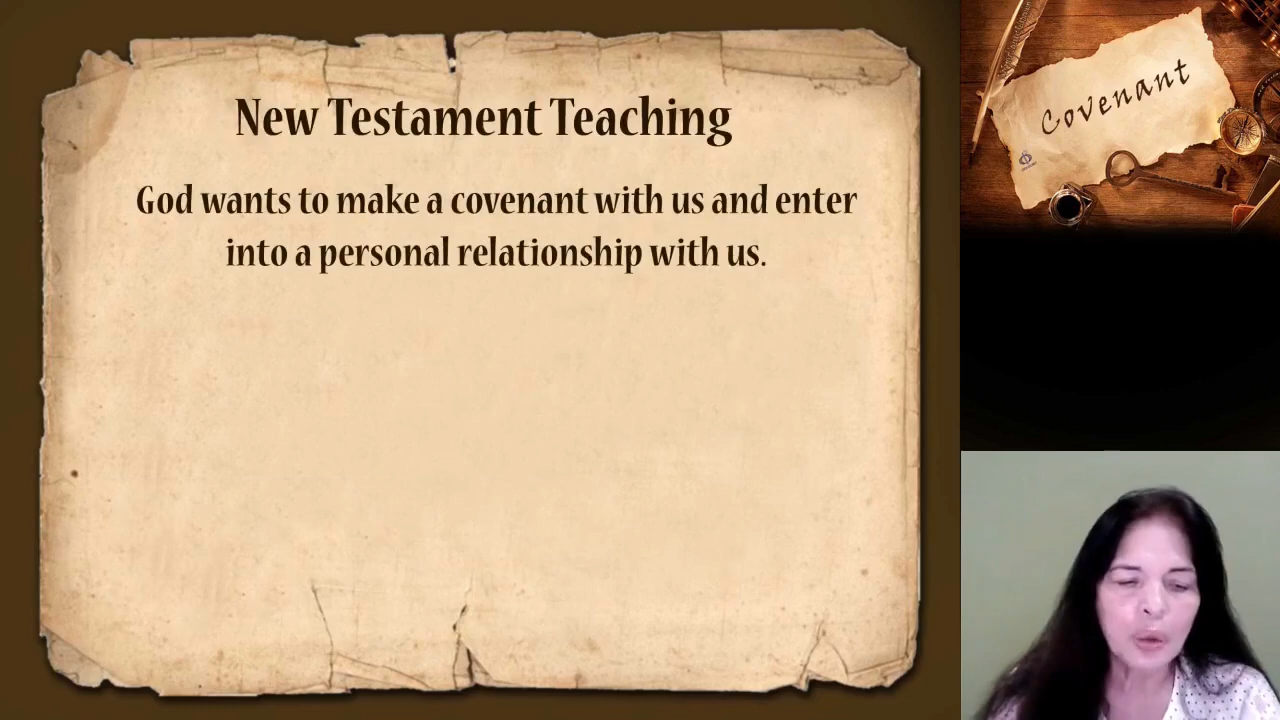 New Testament Teaching
God wants to make a covenant with us and enter
into a personal relationship with us.
Covenant